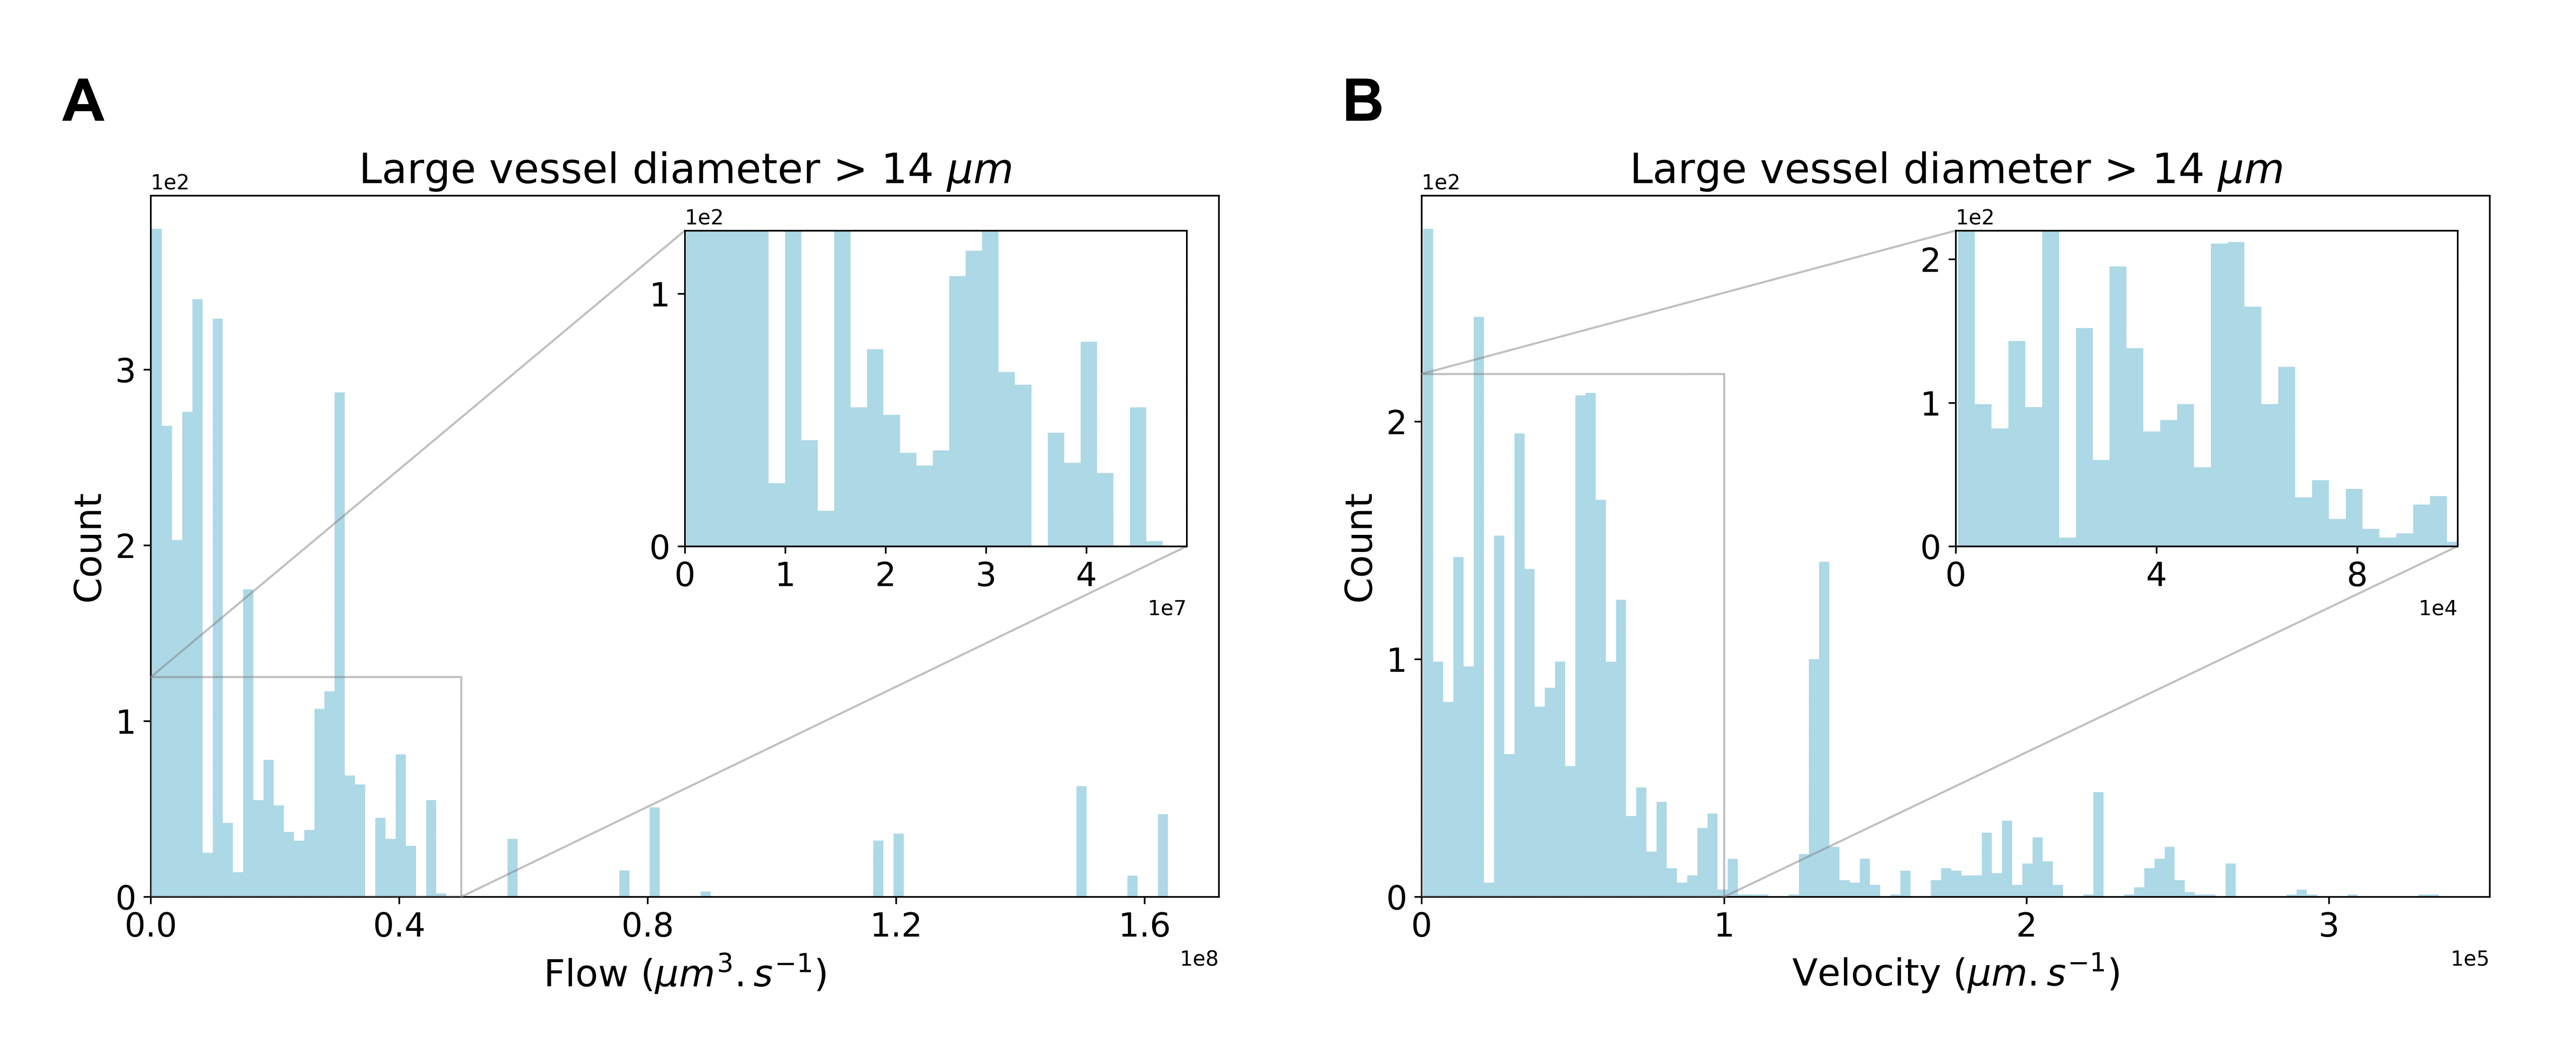 A
Large vessel diameter > 14 μm
1e2
1e2
1
0
0 1 2 3 4
1e7
3
2
1
0
Count
0.0 0.4 0.8 1.2 1.6
1e8
Flow (μm³.s⁻¹)
B
Large vessel diameter > 14 μm
1e2
1e2
2
1
0
0 4 8
1e4
2
1
0
Count
0 1 2 3
1e5
Velocity (μm.s⁻¹)